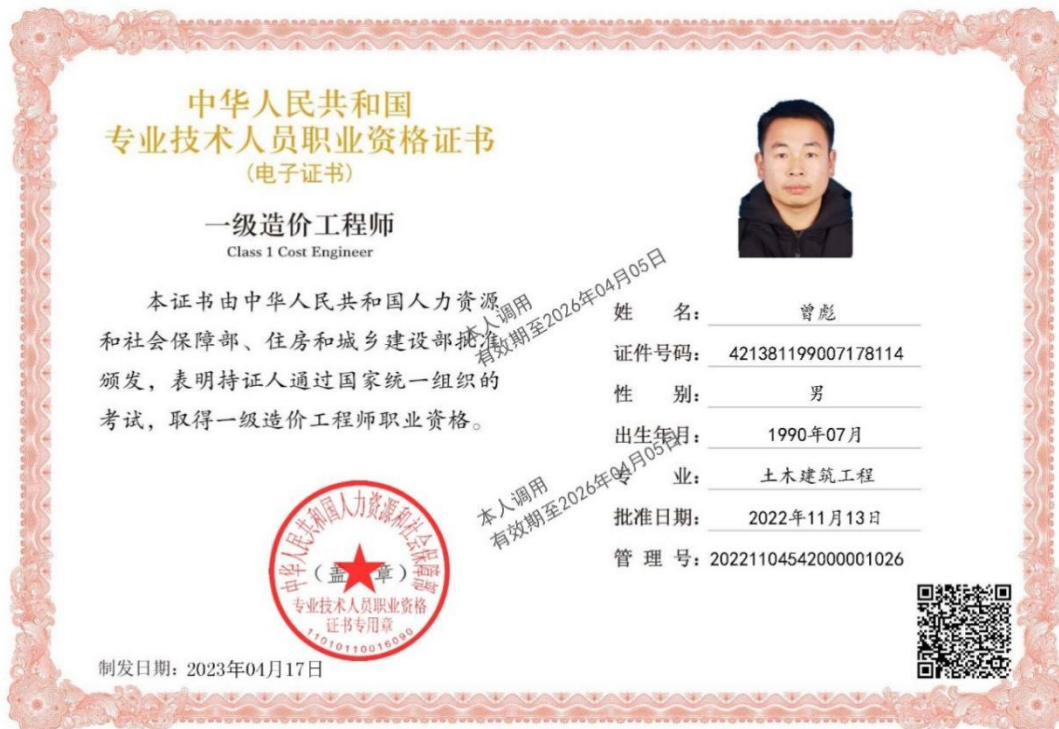 中华人民共和国
专业技术人员职业资格证书
(电子证书)
一级造价工程师
Class 1 Cost Engineer
本证书由中华人民共和国人力资源
和社会保障部、住房和城乡建设部批准
颁发，表明持证人通过国家统一组织的
考试，取得一级造价工程师职业资格。
本人调用
有效期至2026年04月05日
姓 名： 曾彪
证件号码： 421381199007178114
性 别： 男
出生年月： 1990年07月
专 业： 土木建筑工程
批准日期： 2022年11月13日
管 理 号： 20221104542000001026
本人调用
有效期至2026年04月05日
中华人民共和国人力资源和社会保障部
（盖 章）
专业技术人员职业资格
证书专用章
11010110016090
制发日期：2023年04月17日